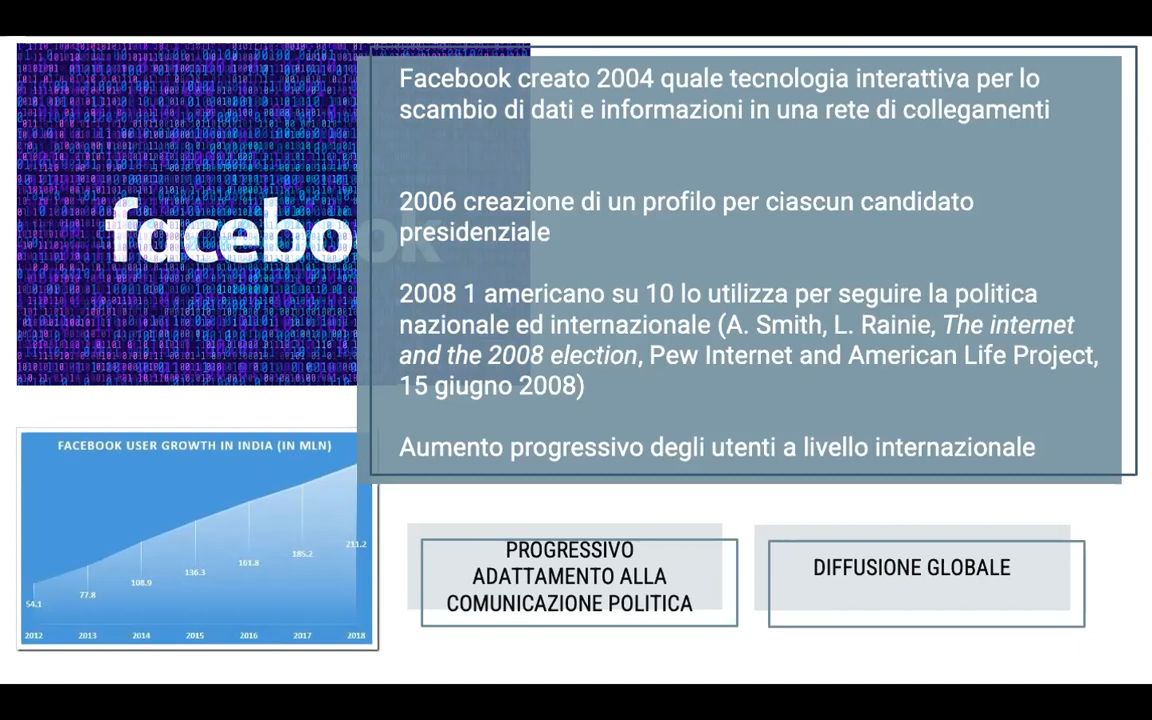 Facebook creato 2004 quale tecnologia interattiva per lo
scambio di dati e informazioni in una rete di collegamenti
2006 creazione di un profilo per ciascun candidato
presidenziale
2008 1 americano su 10 lo utilizza per seguire la politica
nazionale ed internazionale (A. Smith, L. Rainie, The internet
and the 2008 election, Pew Internet and American Life Project,
15 giugno 2008)
Aumento progressivo degli utenti a livello internazionale
facebook
FACEBOOK USER GROWTH IN INDIA (IN MLN)
54.1
77.8
108.9
136.3
161.8
185.2
211.2
2012 2013 2014 2015 2016 2017 2018
PROGRESSIVO
ADATTAMENTO ALLA
COMUNICAZIONE POLITICA
DIFFUSIONE GLOBALE